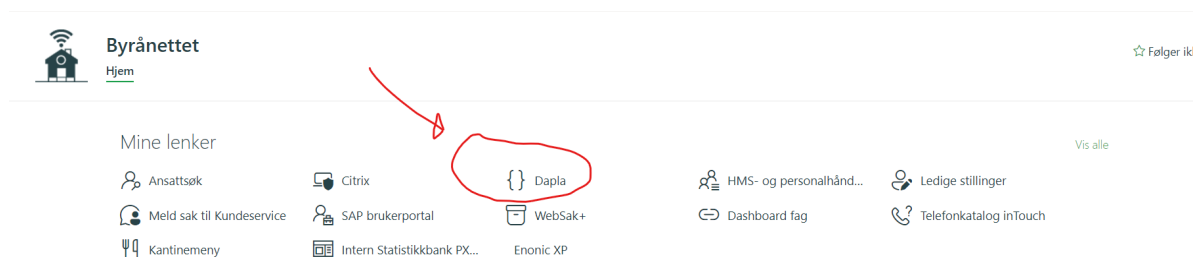 Byrånettet
Hjem
Følger ik
Mine lenker
Vis alle
Ansattsøk
Citrix
{ } Dapla
HMS- og personalhånd...
Ledige stillinger
Meld sak til Kundeservice
SAP brukerportal
WebSak+
Dashboard fag
Telefonkatalog inTouch
Kantinemeny
Intern Statistikkbank PX...
Enonic XP